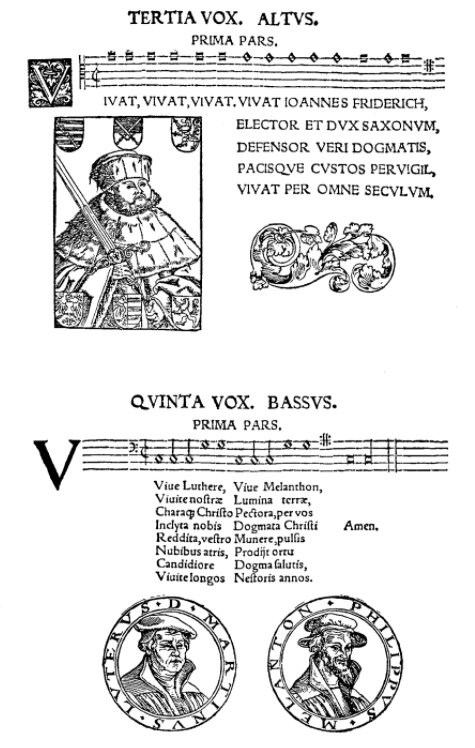 TERTIA VOX. ALTVS.
PRIMA PARS.
VIVAT, VIVAT, VIVAT. VIVAT IOANNES FRIDERICH,
ELECTOR ET DVX SAXONVM,
DEFENSOR VERI DOGMATIS,
PACISQVE CVSTOS PERVIGIL,
VIVAT PER OMNE SECVLVM.
QVINTA VOX. BASSVS.
PRIMA PARS.
V
Viue Luthere, Viue Melanthon,
Viuite nostræ Lumina terræ,
Charaq; Christo Pectora, per vos
Inclyta nobis Dogmata Christi Amen.
Reddita, vestro Munere, pulsis
Nubibus atris, Prodijt ortu
Candidiore Dogma salutis,
Viuite longos Nestoris annos.
D ✦ MARTINVS ✦ LVTERVS ✦
PHILIPPVS ✦ MELANTON ✦